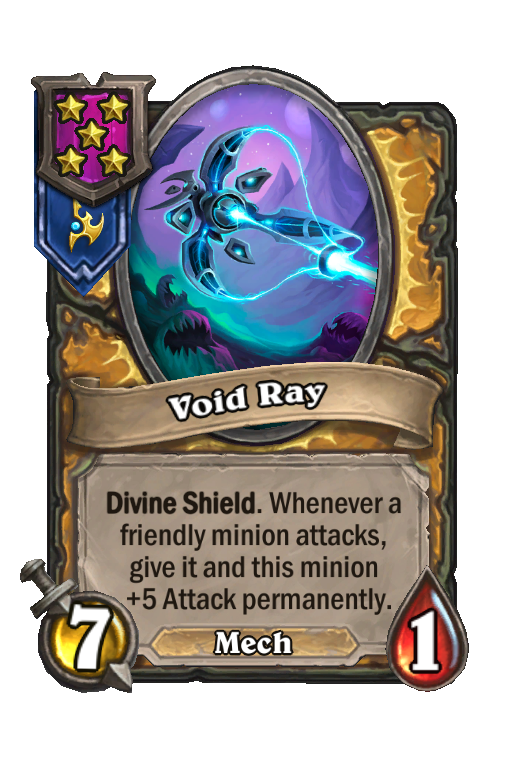 Void Ray
Divine Shield. Whenever a
friendly minion attacks,
give it and this minion
+5 Attack permanently.
7
Mech
1